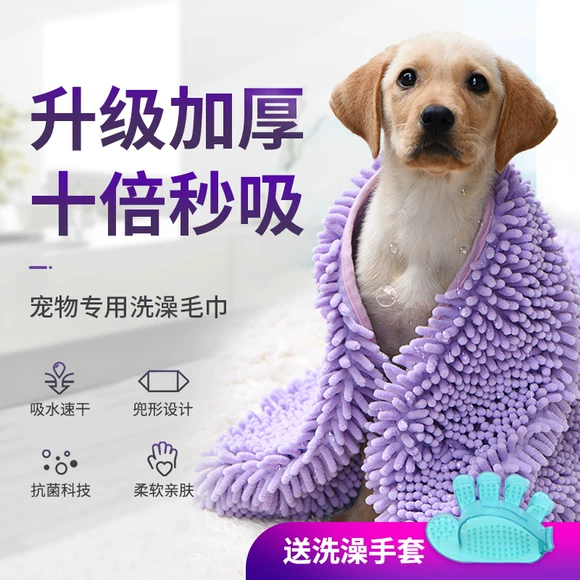 升级加厚
十倍秒吸
宠物专用洗澡毛巾
吸水速干
兜形设计
抗菌科技
柔软亲肤
送洗澡手套